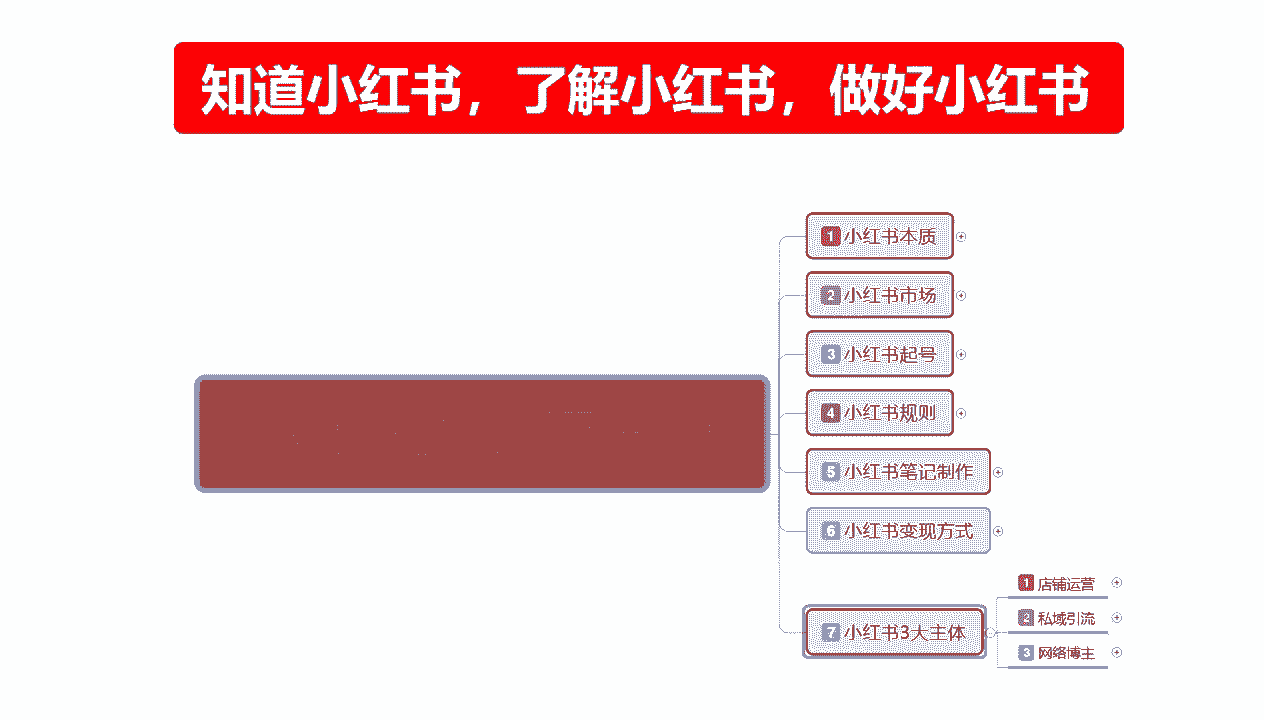 知道小红书，了解小红书，做好小红书
1 小红书本质
2 小红书市场
3 小红书起号
4 小红书规则
5 小红书笔记制作
6 小红书变现方式
7 小红书3大主体
1 店铺运营
2 私域引流
3 网络博主